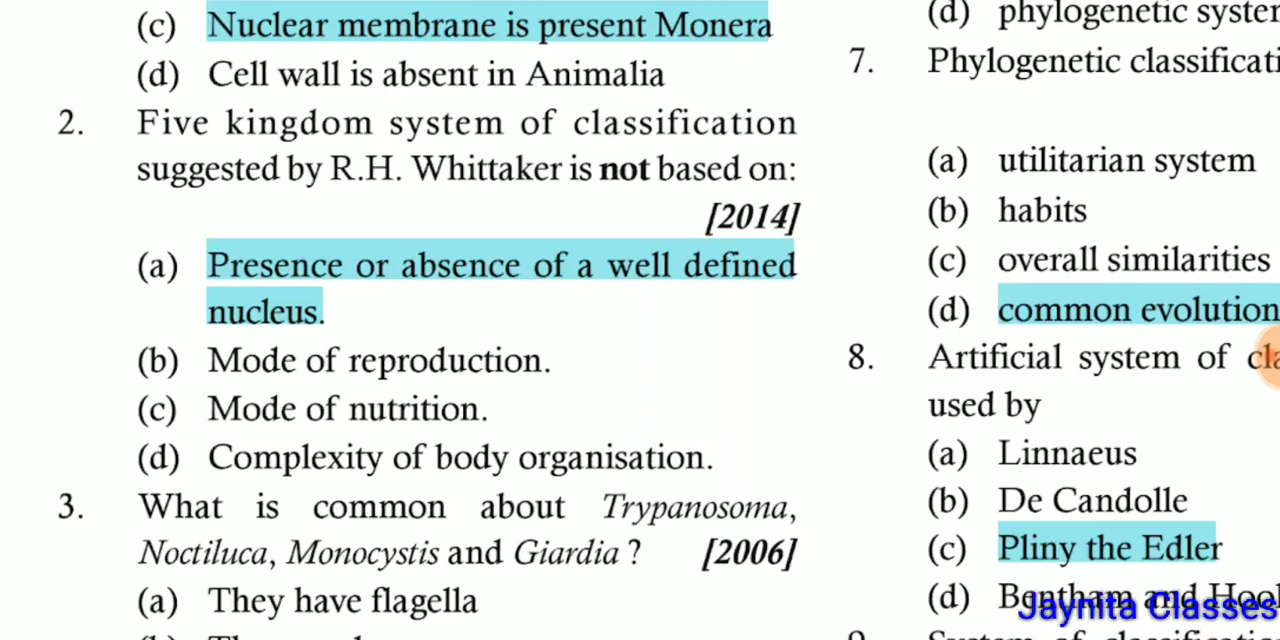 (c) Nuclear membrane is present Monera
(d) Cell wall is absent in Animalia
2. Five kingdom system of classification
suggested by R.H. Whittaker is not based on:
[2014]
(a) Presence or absence of a well defined
nucleus.
(b) Mode of reproduction.
(c) Mode of nutrition.
(d) Complexity of body organisation.
3. What is common about Trypanosoma,
Noctiluca, Monocystis and Giardia ? [2006]
(a) They have flagella
(d) phylogenetic
7. Phylogenetic
(a) utilitarian system
(b) habits
(c) overall similarities
(d) common evolution
8. Artificial system of
used by
(a) Linnaeus
(b) De Candolle
(c) Pliny the Edler
(d) Bentham and
Jaynita Classes